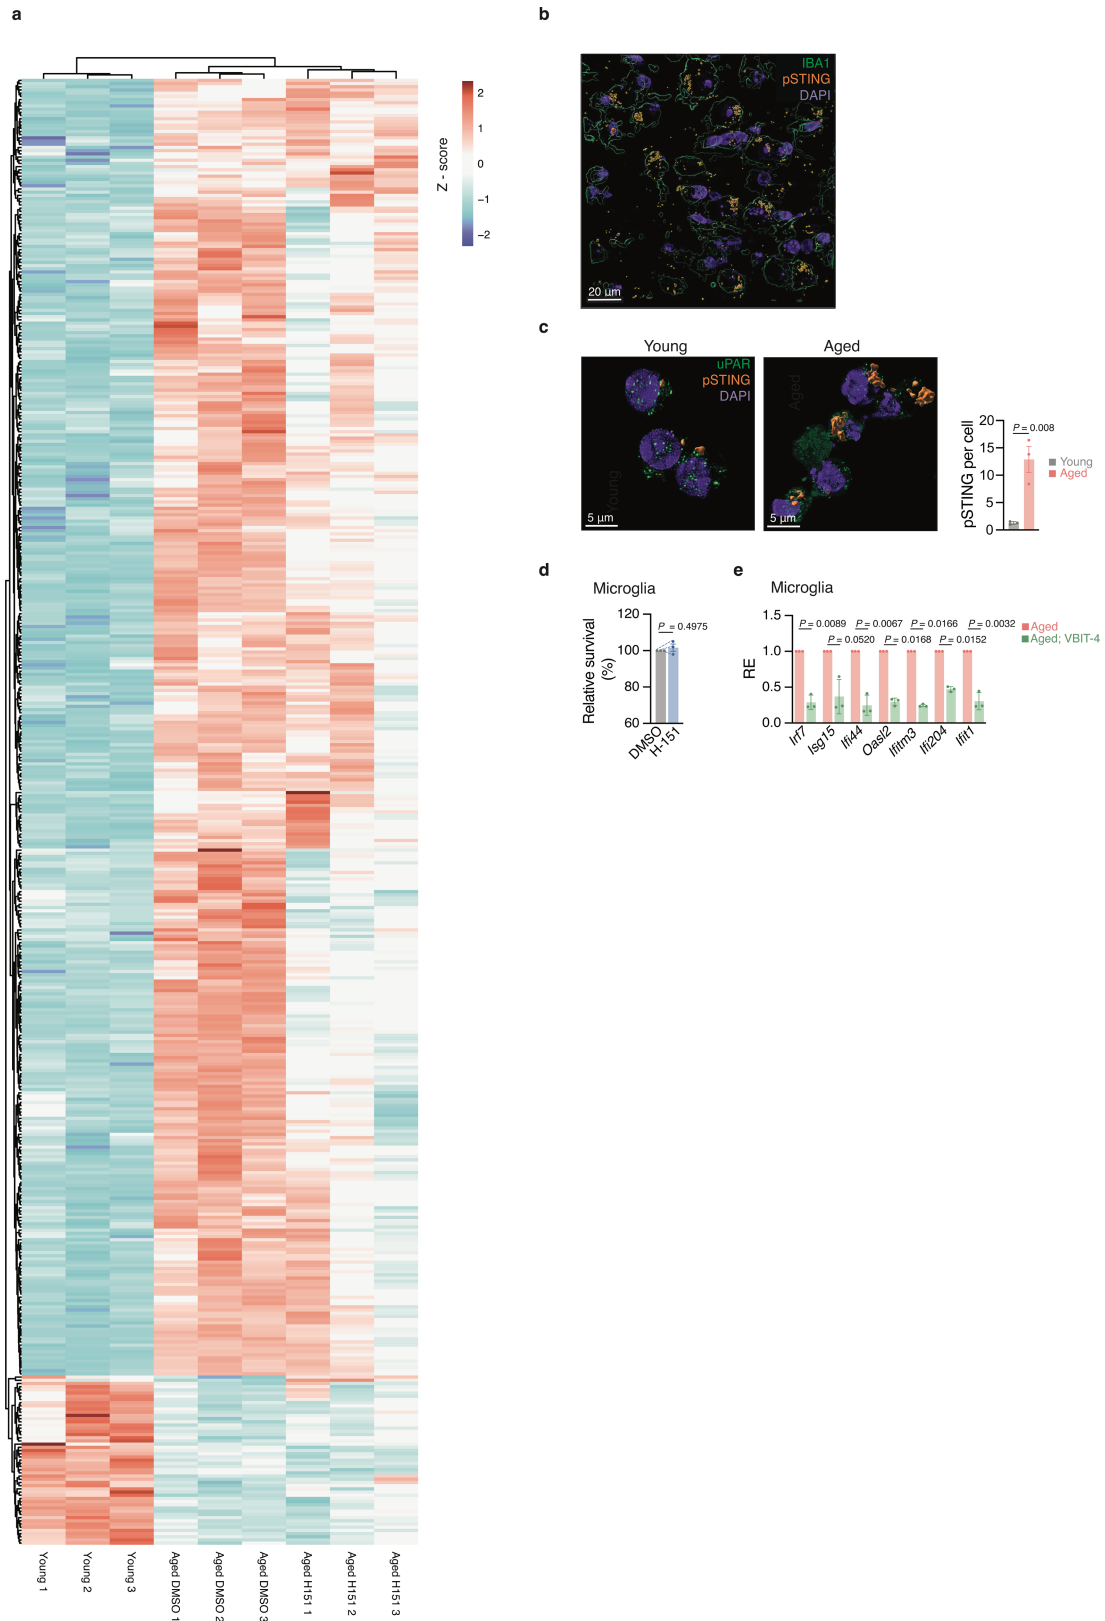 a
2
1
0
−1
−2
Z - score
Young 1
Young 2
Young 3
Aged DMSO 1
Aged DMSO 2
Aged DMSO 3
Aged H151 1
Aged H151 2
Aged H151 3
b
IBA1
pSTING
DAPI
20 µm
c
Young
Aged
uPAR
pSTING
DAPI
Young
5 µm
Aged
5 µm
pSTING per cell
20
15
10
5
0
P = 0.008
Young
Aged
d
Microglia
Relative survival
(%)
120
100
80
60
P = 0.4975
DMSO
H-151
e
Microglia
RE
1.5
1.0
0.5
0.0
P = 0.0089
P = 0.0067
P = 0.0166
P = 0.0032
P = 0.0520
P = 0.0168
P = 0.0152
Aged
Aged; VBIT-4
Irf7
Isg15
Ifi44
Oasl2
Ifitm3
Ifi204
Ifit1